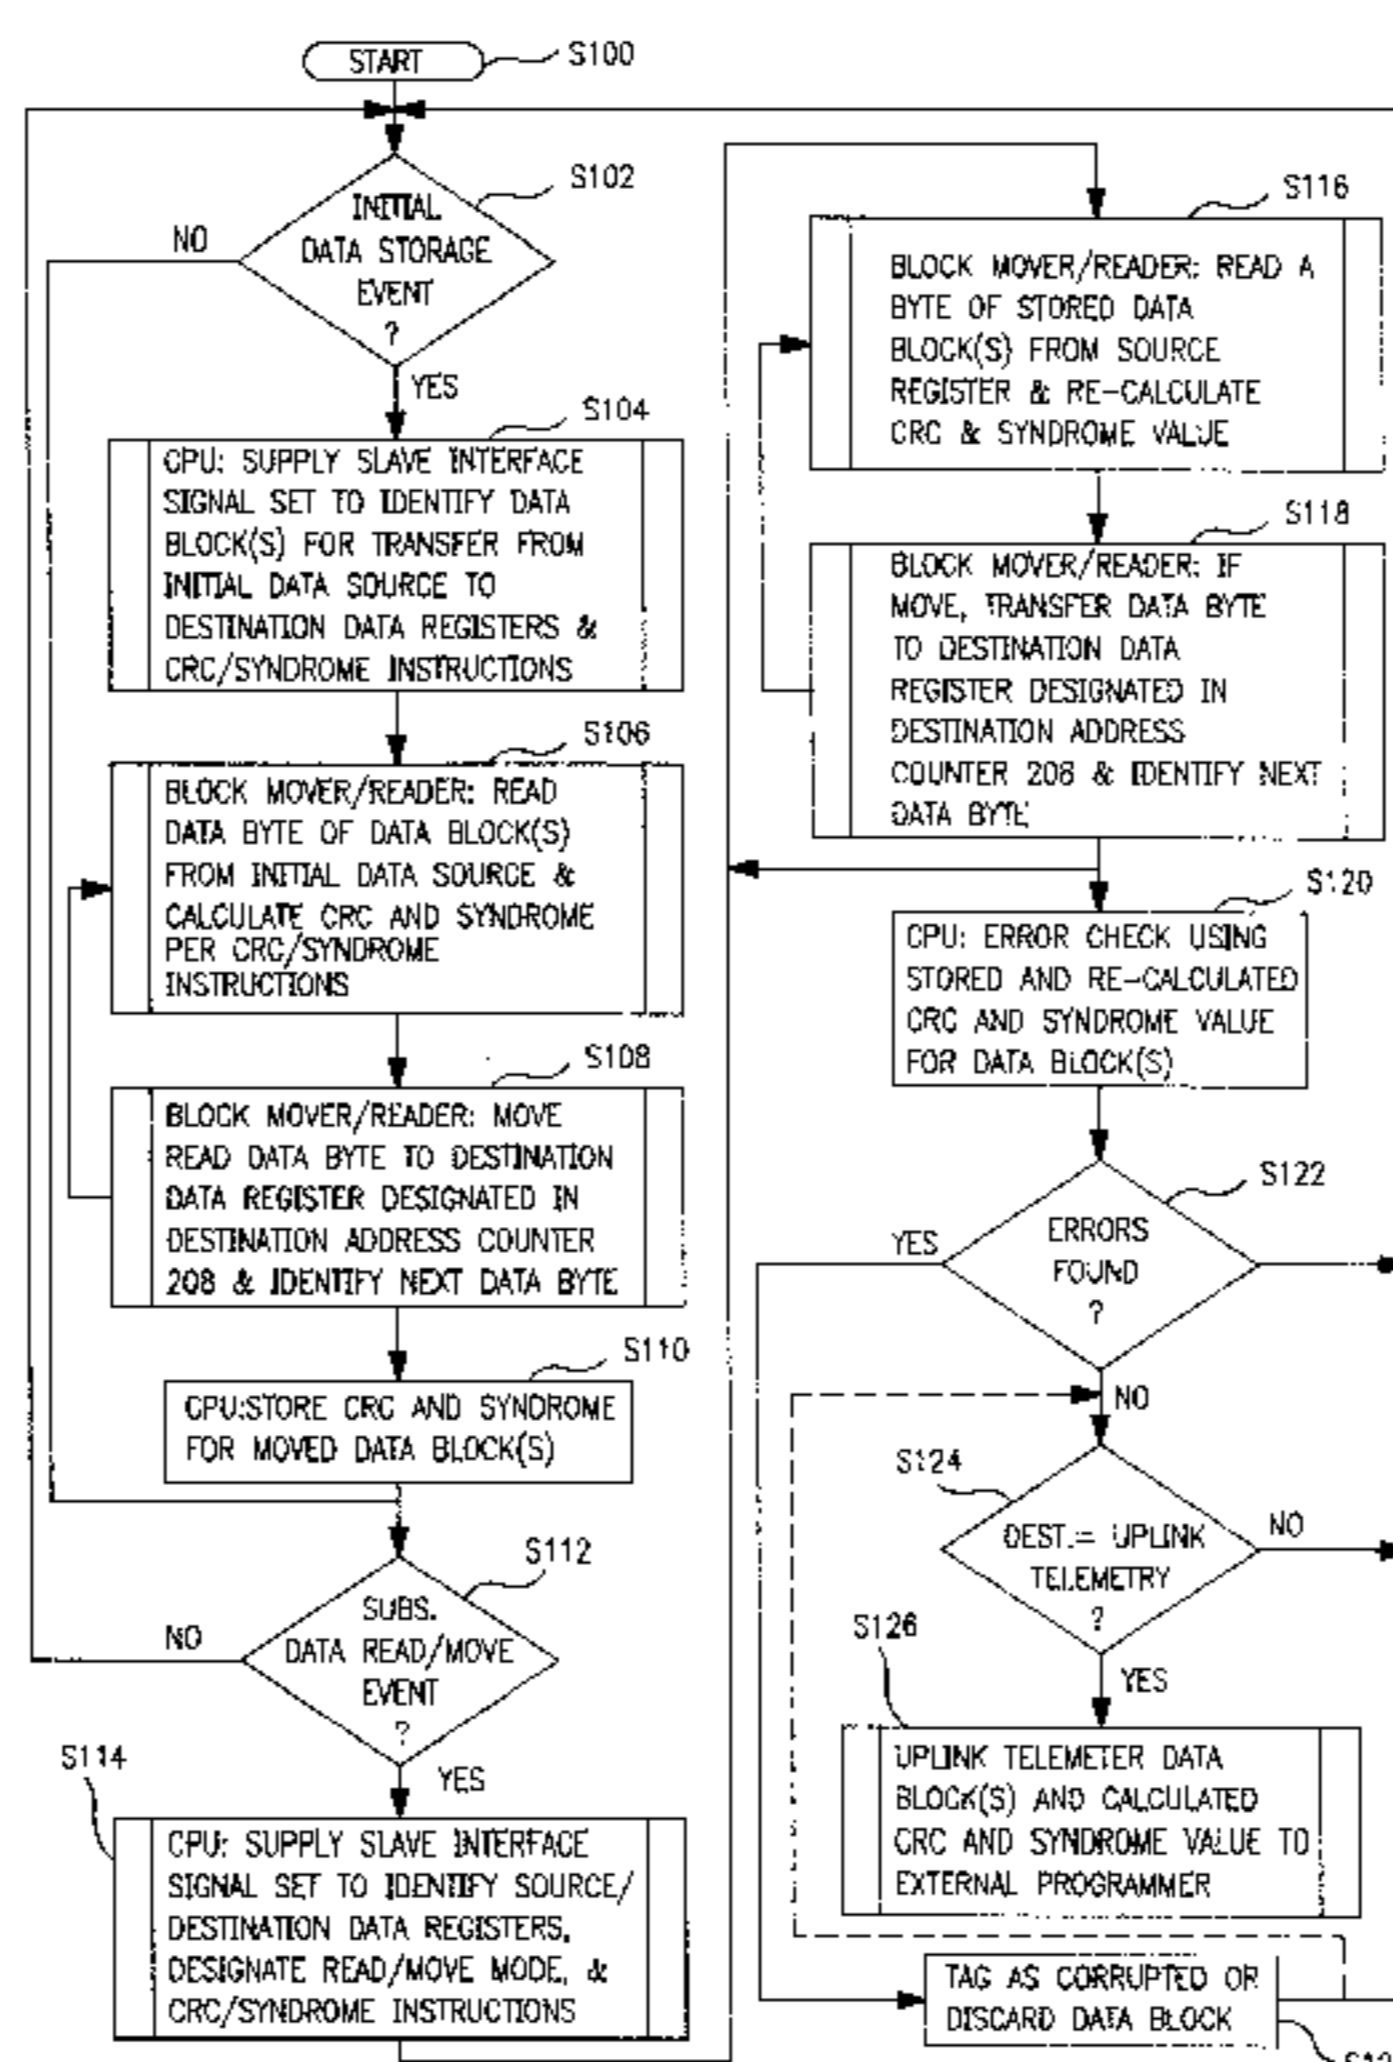 START
S100
INITIAL
DATA STORAGE
EVENT
?
S102
NO
YES
S104
CPU: SUPPLY SLAVE INTERFACE
SIGNAL SET TO IDENTIFY DATA
BLOCK(S) FOR TRANSFER FROM
INITIAL DATA SOURCE TO
DESTINATION DATA REGISTERS &
CRC/SYNDROME INSTRUCTIONS
S106
BLOCK MOVER/READER: READ
DATA BYTE OF DATA BLOCK(S)
FROM INITIAL DATA SOURCE &
CALCULATE CRC AND SYNDROME
PER CRC/SYNDROME
INSTRUCTIONS
S108
BLOCK MOVER/READER: MOVE
READ DATA BYTE TO DESTINATION
DATA REGISTER DESIGNATED IN
DESTINATION ADDRESS COUNTER
208 & IDENTIFY NEXT DATA BYTE
S110
CPU:STORE CRC AND SYNDROME
FOR MOVED DATA BLOCK(S)
S112
SUBS.
DATA READ/MOVE
EVENT
?
NO
YES
S114
CPU: SUPPLY SLAVE INTERFACE
SIGNAL SET TO IDENTIFY SOURCE/
DESTINATION DATA REGISTERS,
DESIGNATE READ/MOVE MODE, &
CRC/SYNDROME INSTRUCTIONS
S116
BLOCK MOVER/READER: READ A
BYTE OF STORED DATA
BLOCK(S) FROM SOURCE
REGISTER & RE-CALCULATE
CRC & SYNDROME VALUE
S118
BLOCK MOVER/READER: IF
MOVE, TRANSFER DATA BYTE
TO DESTINATION DATA
REGISTER DESIGNATED IN
DESTINATION ADDRESS
COUNTER 208 & IDENTIFY NEXT
DATA BYTE
S120
CPU: ERROR CHECK USING
STORED AND RE-CALCULATED
CRC AND SYNDROME VALUE
FOR DATA BLOCK(S)
S122
YES
ERRORS
FOUND
?
NO
S124
DEST.= UPLINK
TELEMETRY
?
NO
YES
S126
UPLINK TELEMETER DATA
BLOCK(S) AND CALCULATED
CRC AND SYNDROME VALUE TO
EXTERNAL PROGRAMMER
TAG AS CORRUPTED OR
DISCARD DATA BLOCK